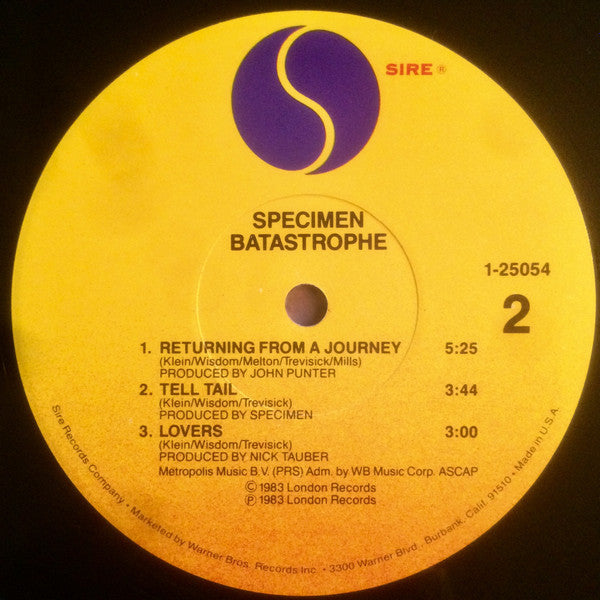 SIRE ®
SPECIMEN
BATASTROPHE
1-25054
2
1. RETURNING FROM A JOURNEY 5:25
(Klein/Wisdom/Melton/Trevisick/Mills)
PRODUCED BY JOHN PUNTER
2. TELL TAIL 3:44
(Klein/Wisdom/Trevisick)
PRODUCED BY SPECIMEN
3. LOVERS 3:00
(Klein/Wisdom/Trevisick)
PRODUCED BY NICK TAUBER
Metropolis Music B.V. (PRS) Adm. by WB Music Corp. ASCAP
© 1983 London Records
℗ 1983 London Records
Sire Records Company • Marketed by Warner Bros. Records Inc. • 3300 Warner Blvd., Burbank, Calif. 91510 • Made in U.S.A.